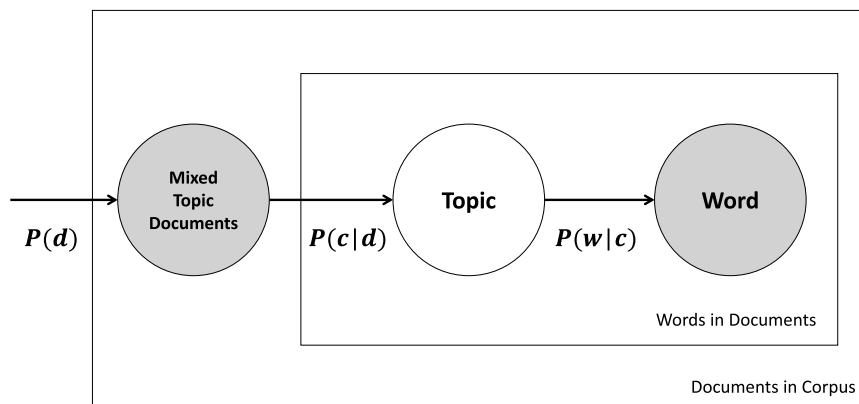 Mixed
Topic
Documents
Topic
Word
P(d)
P(c|d)
P(w|c)
Words in Documents
Documents in Corpus